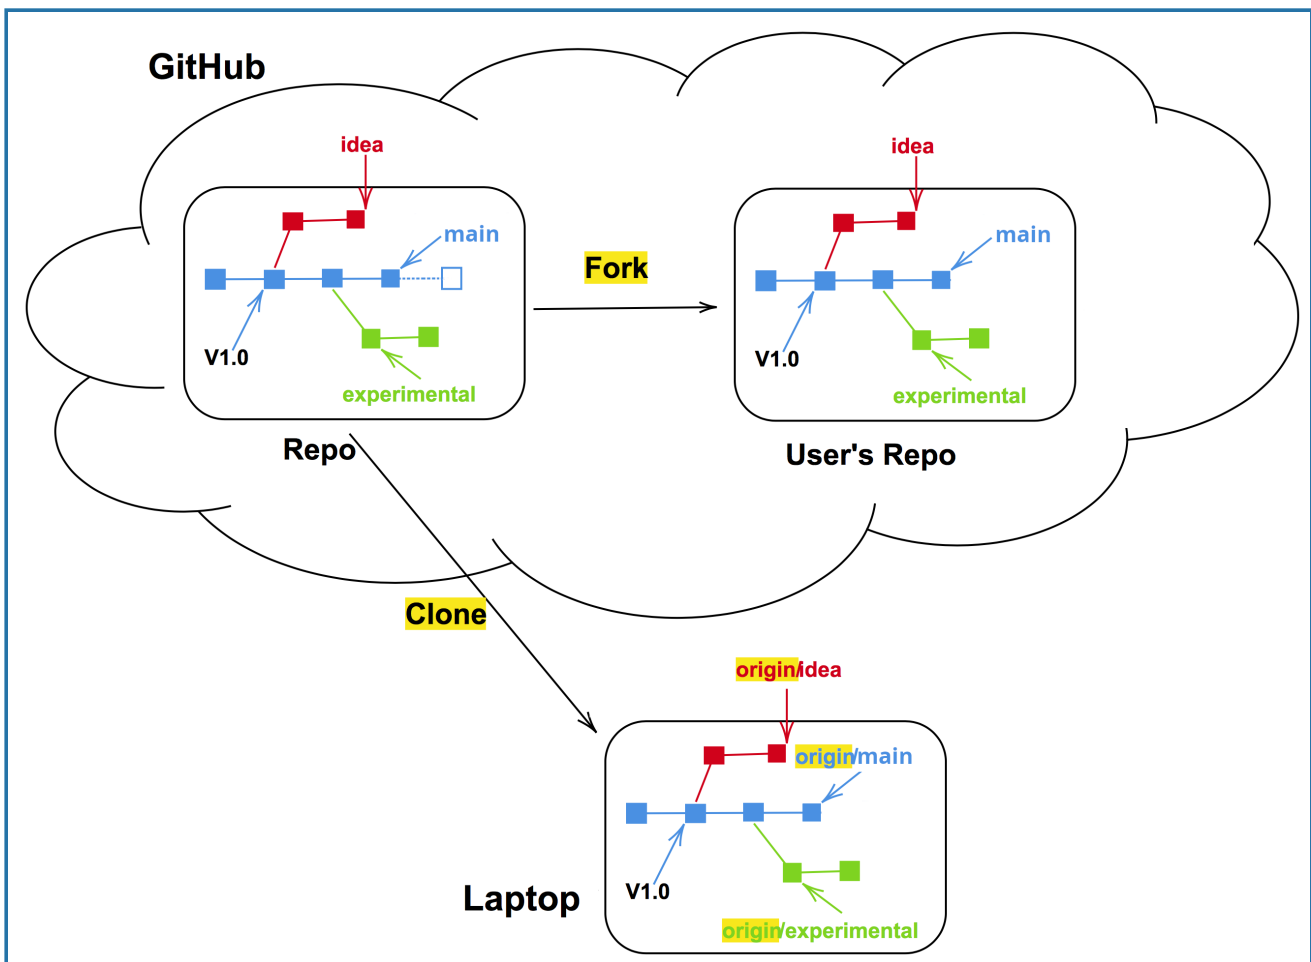 GitHub
idea
main
V1.0
experimental
Repo
Fork
idea
main
V1.0
experimental
User's Repo
Clone
origin/idea
origin/main
V1.0
origin/experimental
Laptop